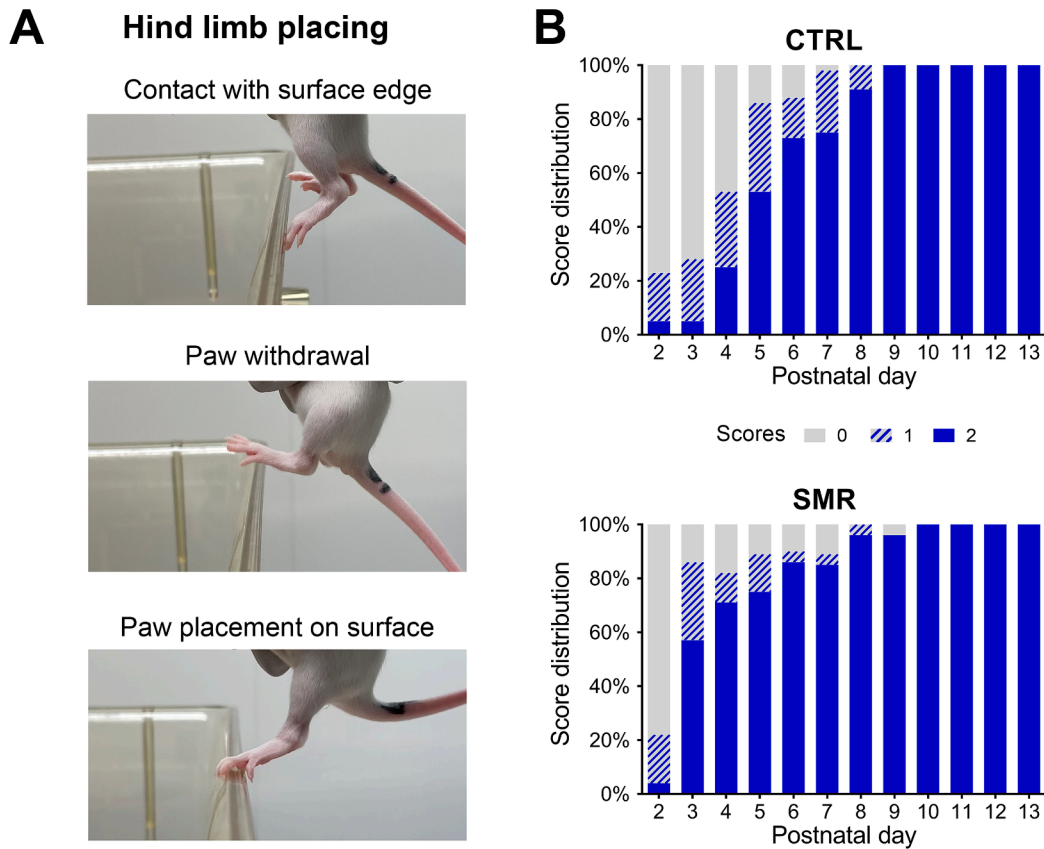 A
Hind limb placing
Contact with surface edge
Paw withdrawal
Paw placement on surface
B
CTRL
Score distribution
100%
80%
60%
40%
20%
0%
2 3 4 5 6 7 8 9 10 11 12 13
Postnatal day
Scores 0 1 2
SMR
Score distribution
100%
80%
60%
40%
20%
0%
2 3 4 5 6 7 8 9 10 11 12 13
Postnatal day